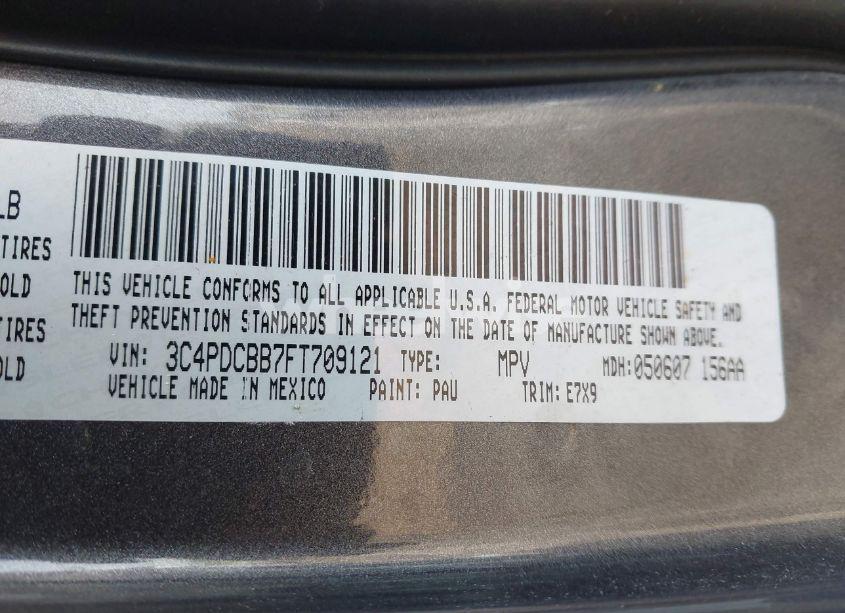 LB
TIRES
OLD
TIRES
OLD
THIS VEHICLE CONFORMS TO ALL APPLICABLE U.S.A. FEDERAL MOTOR VEHICLE SAFETY AND
THEFT PREVENTION STANDARDS IN EFFECT ON THE DATE OF MANUFACTURE SHOWN ABOVE.
VIN: 3C4PDCBB7FT709121 TYPE: MPV MDH:050607 156AA
VEHICLE MADE IN MEXICO PAINT: PAU TRIM: E7X9